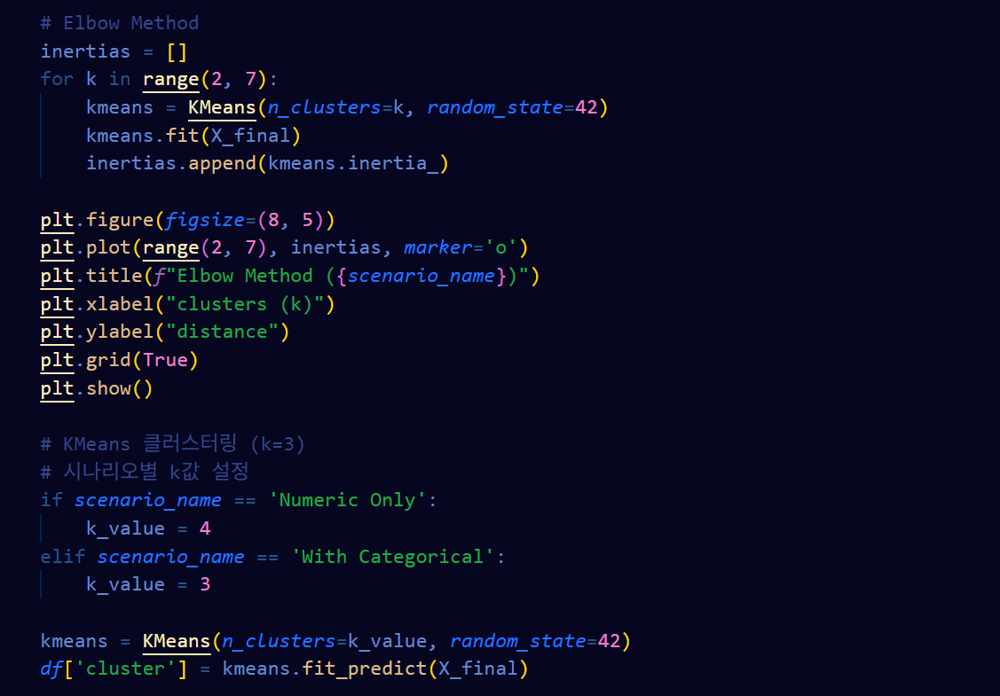 # Elbow Method
inertias = []
for k in range(2, 7):
    kmeans = KMeans(n_clusters=k, random_state=42)
    kmeans.fit(X_final)
    inertias.append(kmeans.inertia_)

plt.figure(figsize=(8, 5))
plt.plot(range(2, 7), inertias, marker='o')
plt.title(f"Elbow Method ({scenario_name})")
plt.xlabel("clusters (k)")
plt.ylabel("distance")
plt.grid(True)
plt.show()

# KMeans 클러스터링 (k=3)
# 시나리오별 k값 설정
if scenario_name == 'Numeric Only':
    k_value = 4
elif scenario_name == 'With Categorical':
    k_value = 3

kmeans = KMeans(n_clusters=k_value, random_state=42)
df['cluster'] = kmeans.fit_predict(X_final)